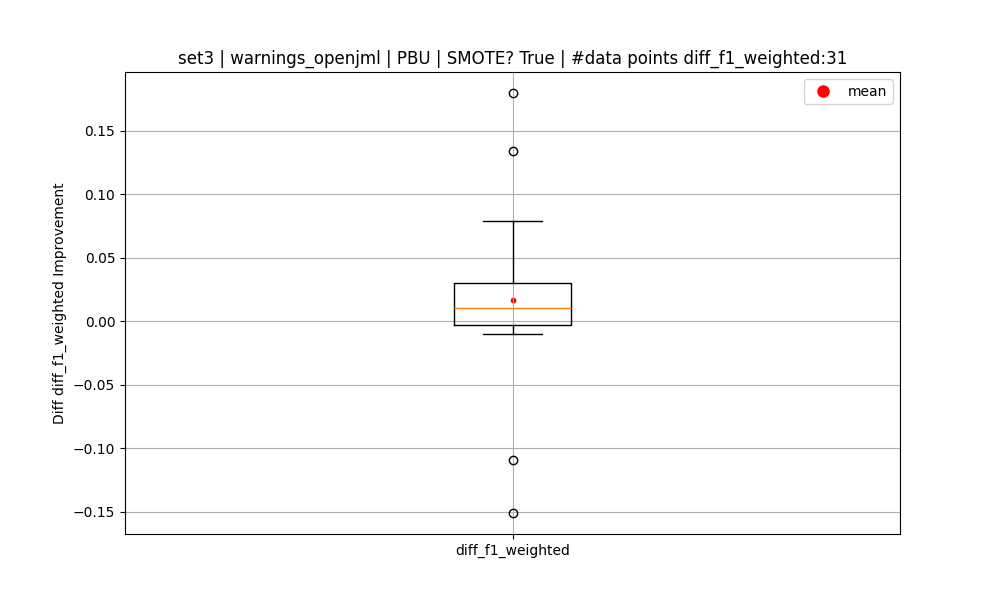 set3 | warnings_openjml | PBU | SMOTE? True | #data points diff_f1_weighted:31
mean
0.15
0.10
0.05
0.00
−0.05
−0.10
−0.15
Diff diff_f1_weighted Improvement
diff_f1_weighted